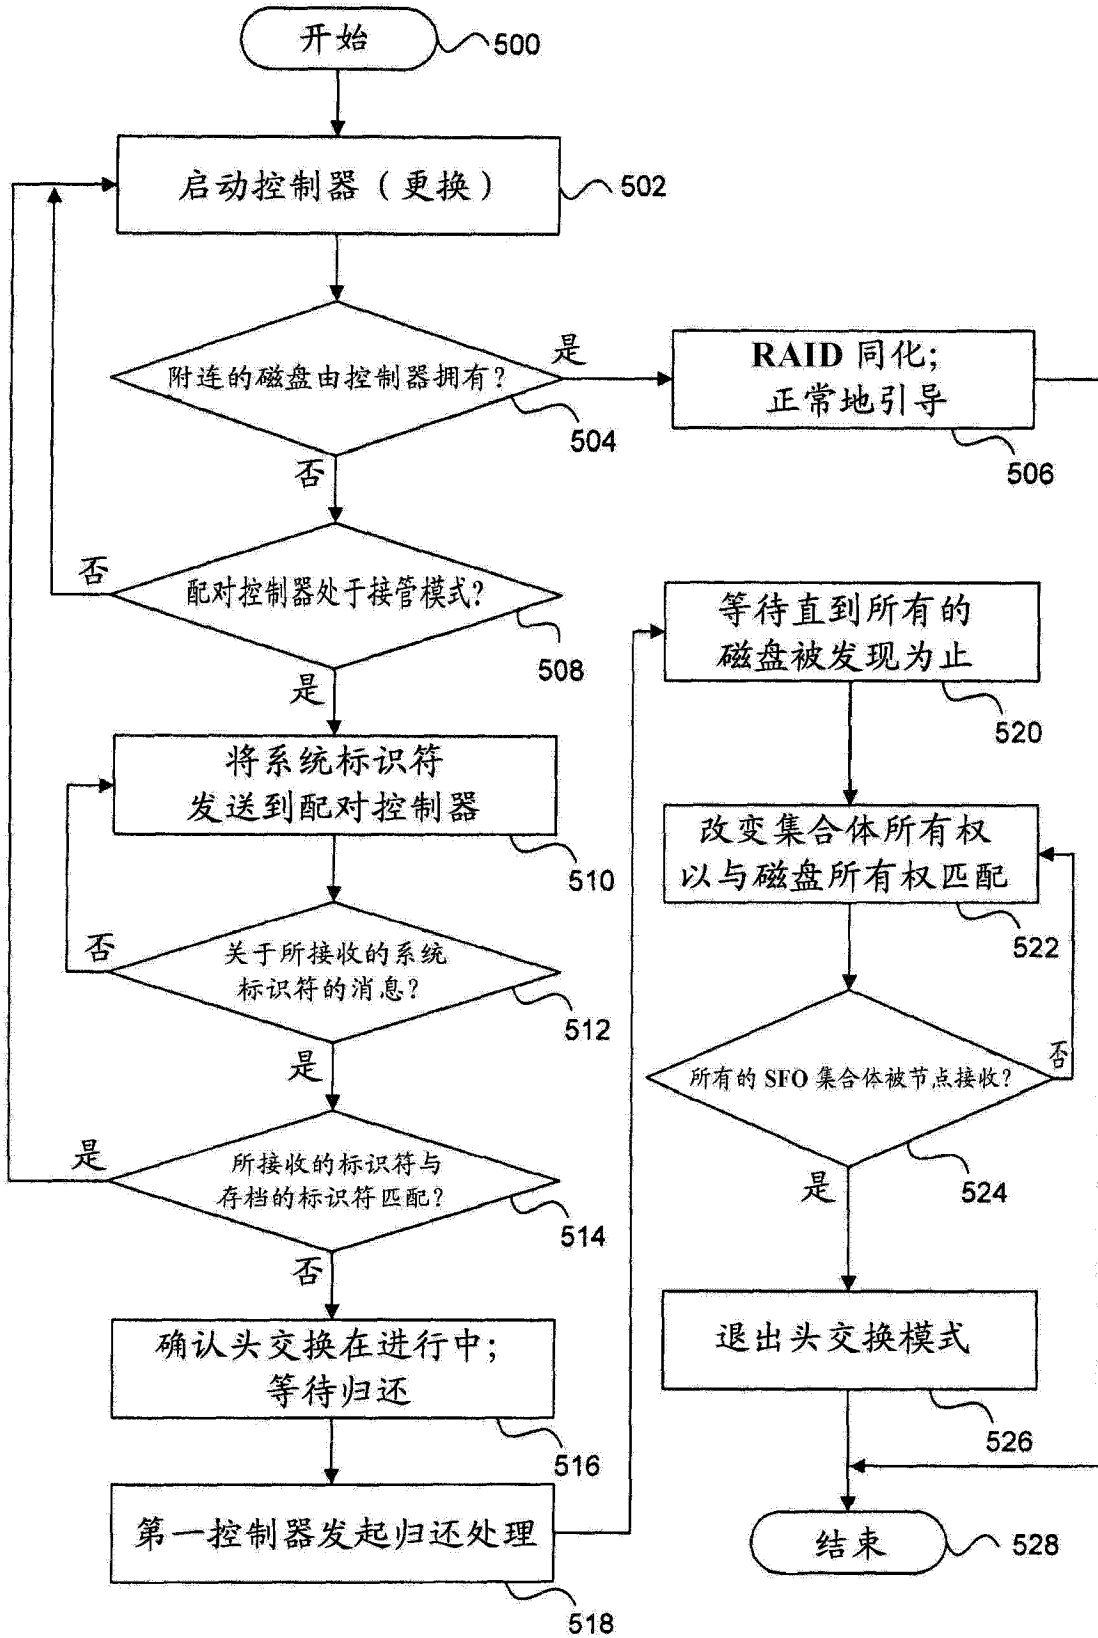 开始
500
启动控制器（更换）
502
附连的磁盘由控制器拥有？
504
是
RAID 同化；
正常地引导
506
否
配对控制器处于接管模式？
508
否
是
将系统标识符
发送到配对控制器
510
关于所接收的系统
标识符的消息？
512
否
是
所接收的标识符与
存档的标识符匹配？
514
是
否
确认头交换在进行中；
等待归还
516
第一控制器发起归还处理
518
等待直到所有的
磁盘被发现为止
520
改变集合体所有权
以与磁盘所有权匹配
522
所有的 SFO 集合体被节点接收？
524
否
是
退出头交换模式
526
结束
528